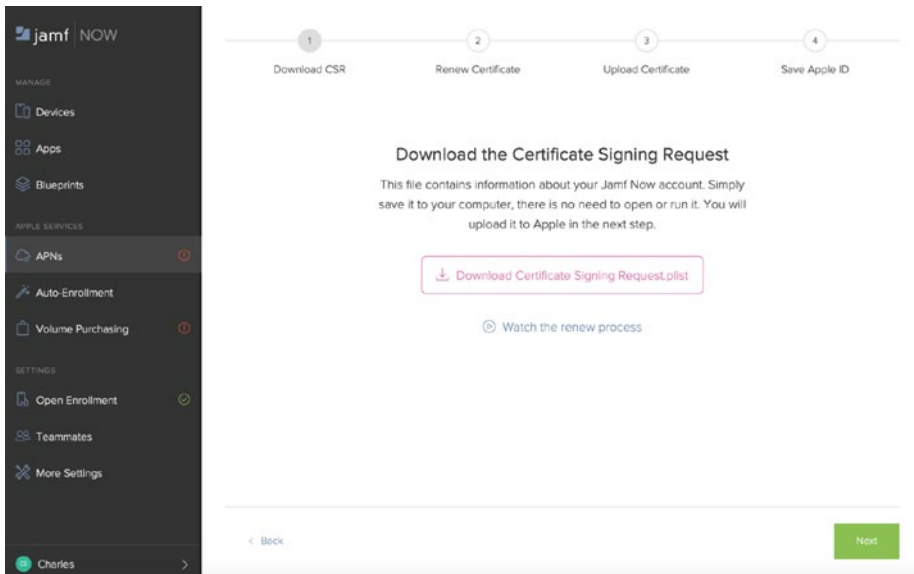 jamf NOW
MANAGE
Devices
Apps
Blueprints
APPLE SERVICES
APNs
Auto-Enrollment
Volume Purchasing
SETTINGS
Open Enrollment
Teammates
More Settings
Charles
1
2
3
4
Download CSR
Renew Certificate
Upload Certificate
Save Apple ID
Download the Certificate Signing Request
This file contains information about your Jamf Now account. Simply
save it to your computer, there is no need to open or run it. You will
upload it to Apple in the next step.
Download Certificate Signing Request.plist
Watch the renew process
< Back
Next